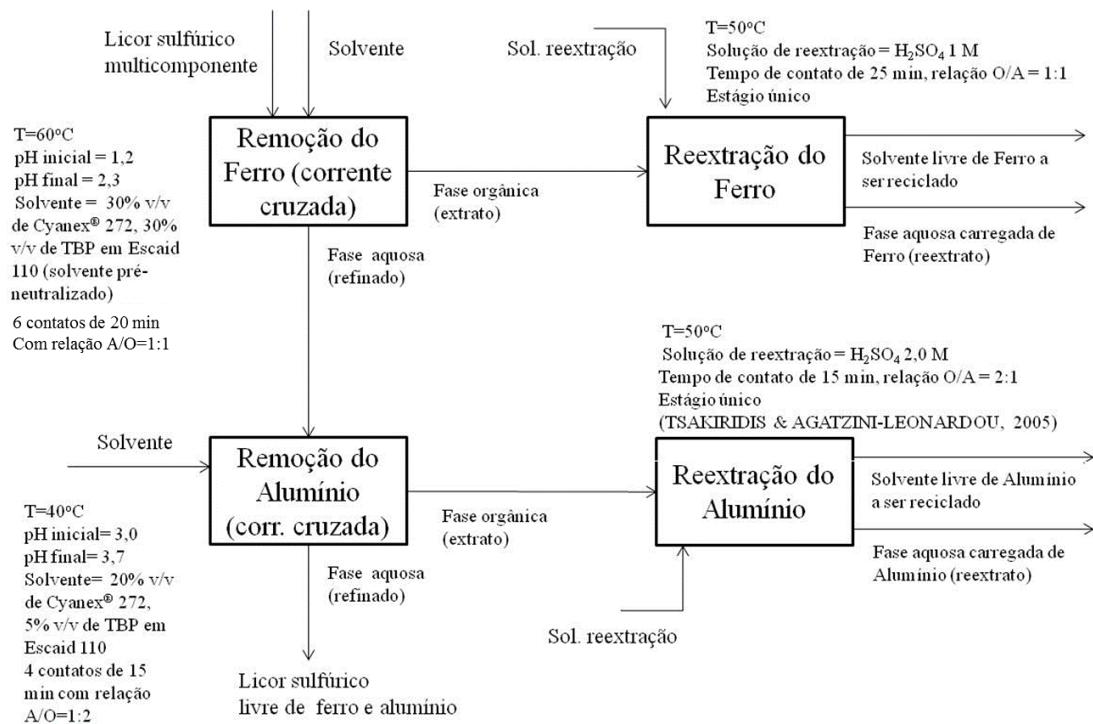 Licor sulfúrico
multicomponente
Solvente
Sol. reextração
T=50°C
Solução de reextração = H₂SO₄ 1 M
Tempo de contato de 25 min, relação O/A = 1:1
Estágio único
T=60°C
pH inicial = 1,2
pH final = 2,3
Solvente = 30% v/v
de Cyanex® 272, 30%
v/v de TBP em Escaid
110 (solvente pré-
neutralizado)
6 contatos de 20 min
Com relação A/O=1:1
Remoção do
Ferro (corrente
cruzada)
Fase orgânica
(extrato)
Reextração do
Ferro
Solvente livre de Ferro a
ser reciclado
Fase aquosa carregada de
Ferro (reextrato)
Fase aquosa
(refinado)
T=50°C
Solução de reextração = H₂SO₄ 2,0 M
Tempo de contato de 15 min, relação O/A = 2:1
Estágio único
(TSAKIRIDIS & AGATZINI-LEONARDOU, 2005)
Solvente
T=40°C
pH inicial= 3,0
pH final= 3,7
Solvente= 20% v/v
de Cyanex® 272,
5% v/v de TBP em
Escaid 110
4 contatos de 15
min com relação
A/O=1:2
Remoção do
Alumínio
(corr. cruzada)
Fase orgânica
(extrato)
Reextração do
Alumínio
Solvente livre de Alumínio
a ser reciclado
Fase aquosa carregada de
Alumínio (reextrato)
Fase aquosa
(refinado)
Sol. reextração
Licor sulfúrico
livre de ferro e alumínio